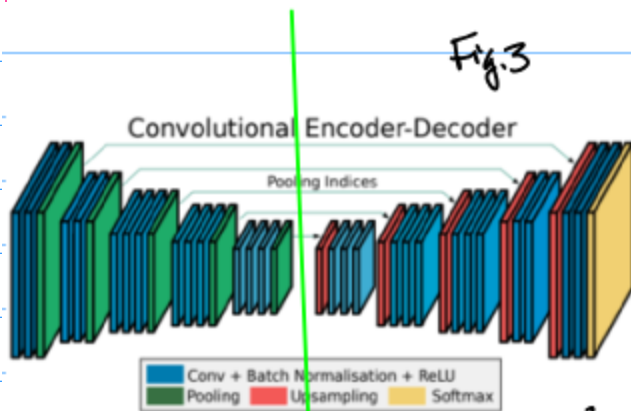 Fig.3
Convolutional Encoder-Decoder
Pooling Indices
Conv + Batch Normalisation + ReLU
Pooling Upsampling Softmax